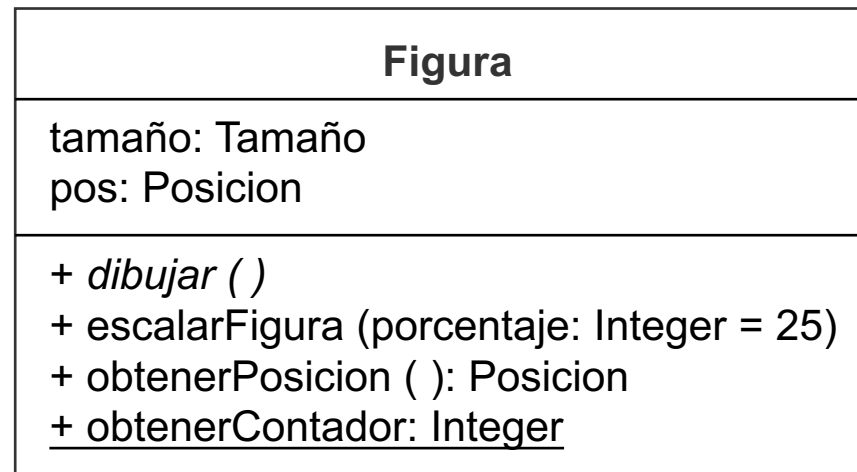 Figura
tamaño: Tamaño
pos: Posicion
+ dibujar ( )
+ escalarFigura (porcentaje: Integer = 25)
+ obtenerPosicion ( ): Posicion
+ obtenerContador: Integer